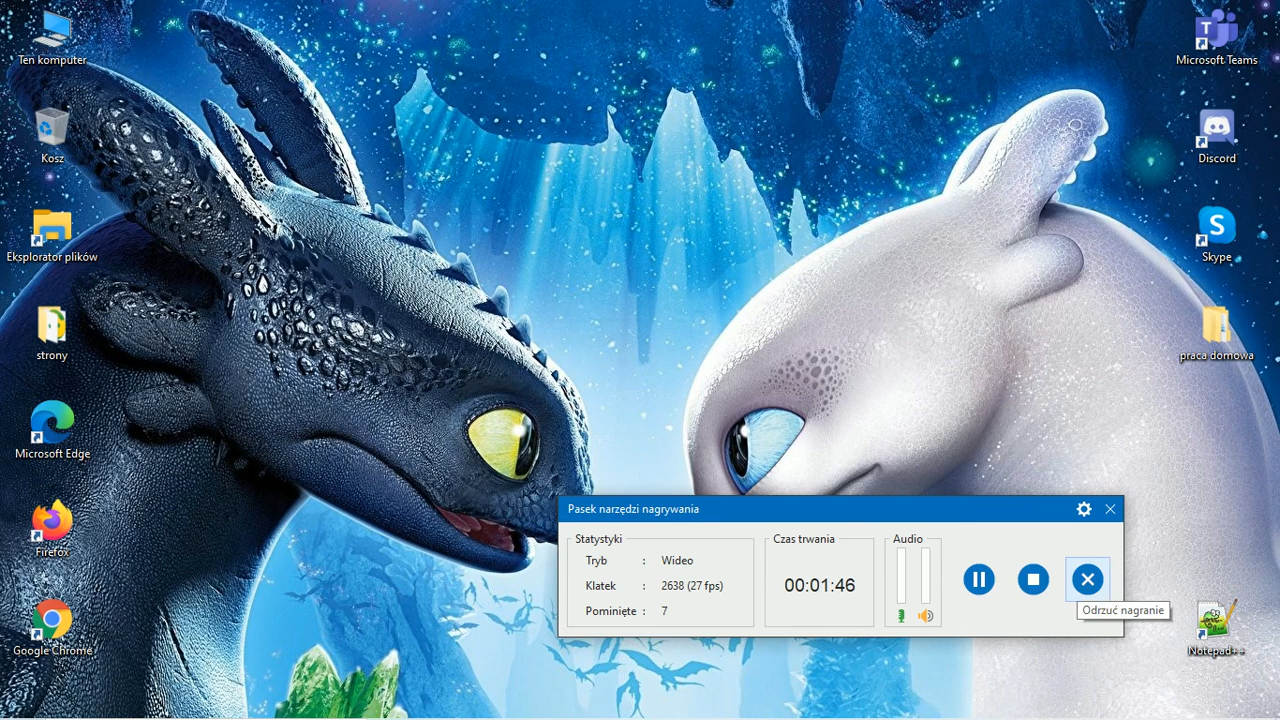 Ten komputer
Kosz
Eksplorator plików
strony
Microsoft Edge
Firefox
Google Chrome
T
Microsoft Teams
Discord
S
Skype
praca domowa
Notepad++
Pasek narzędzi nagrywania
Statystyki
Tryb : Wideo
Klatek : 2638 (27 fps)
Pominięte : 7
Czas trwania
00:01:46
Audio
Odrzuć nagranie